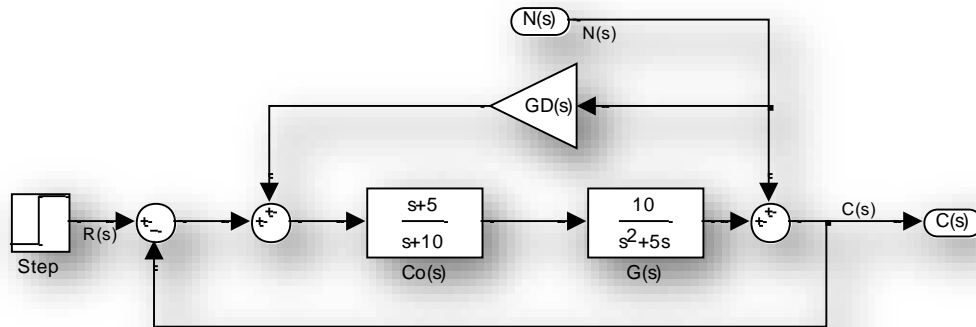 N(s)
N(s)
GD(s)
R(s)
Step
s+5
s+10
Co(s)
10
s²+5s
G(s)
C(s)
C(s)